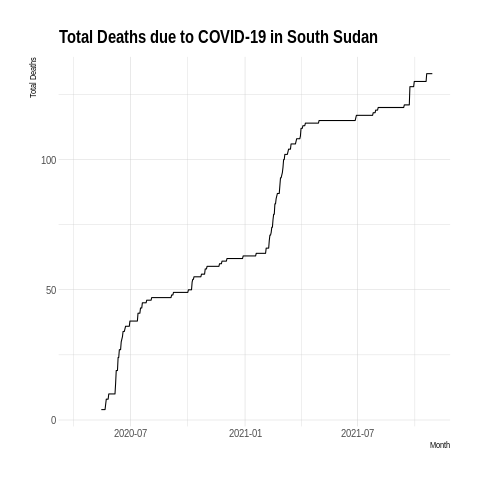 Total Deaths due to COVID-19 in South Sudan
Total Deaths
100
50
0
2020-07
2021-01
2021-07
Month